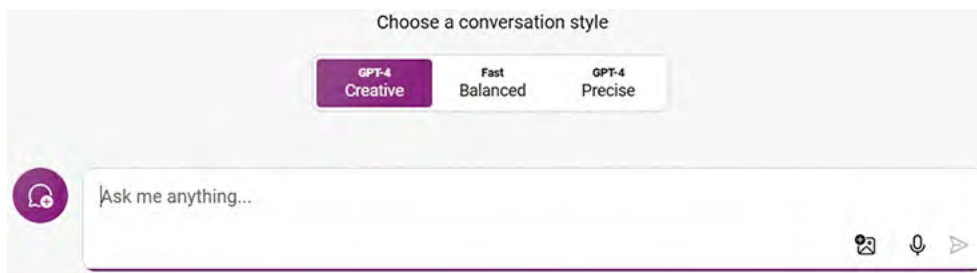 Choose a conversation style
GPT-4 Fast GPT-4
Creative Balanced Precise
Ask me anything...